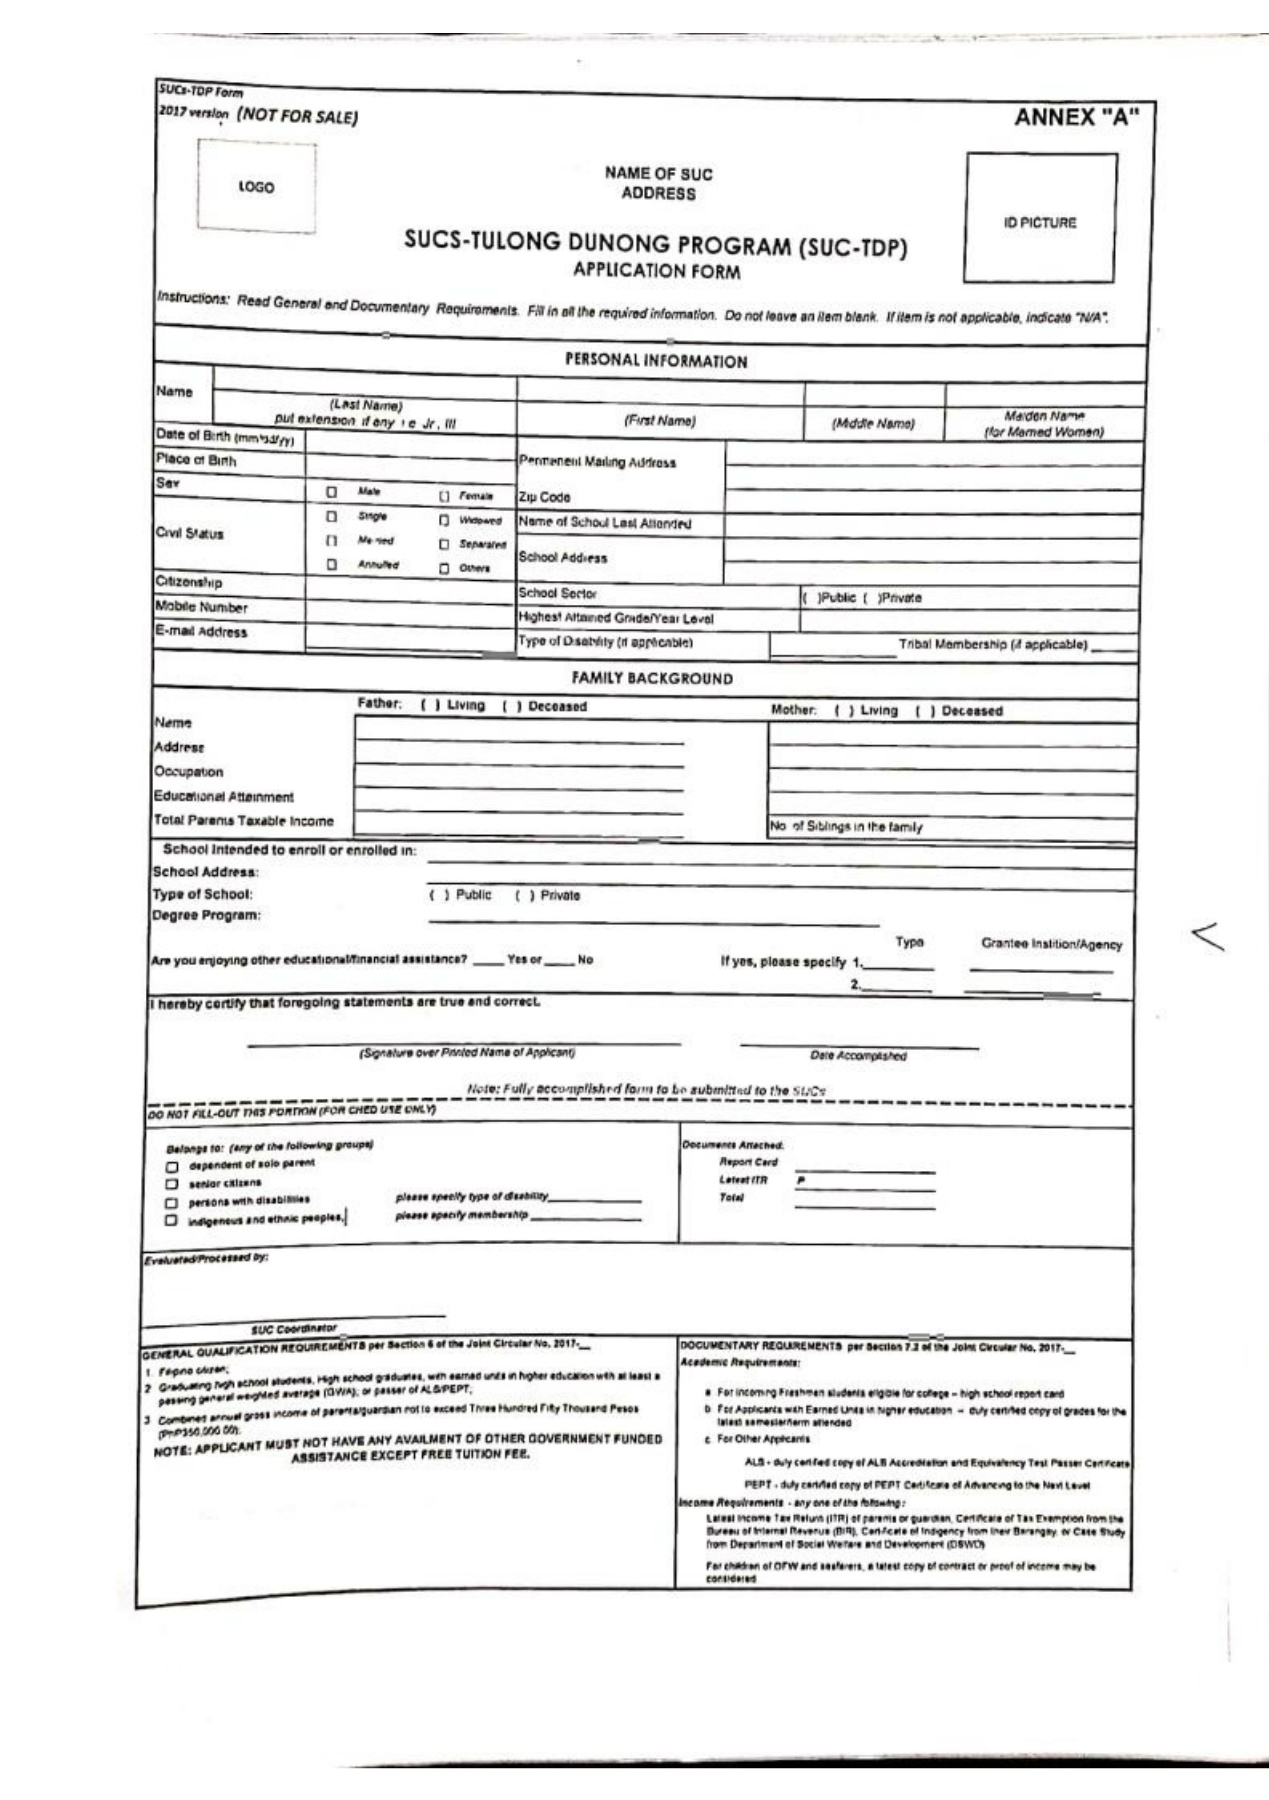 SUCs-TDP Form
2017 version (NOT FOR SALE)
ANNEX "A"
LOGO
NAME OF SUC
ADDRESS
ID PICTURE
SUCS-TULONG DUNONG PROGRAM (SUC-TDP)
APPLICATION FORM
Instructions: Read General and Documentary Requirements. Fill in all the required information. Do not leave an item blank. If item is not applicable, indicate "N/A".
PERSONAL INFORMATION
Name
(Last Name)
put extension if any i e Jr, III
(First Name)
(Middle Name)
Maiden Name
(for Married Women)
Date of Birth (mm/dd/yy)
Place of Birth
Permanent Mailing Address
Sex
Male
Female
Zip Code
Civil Status
Single
Widowed
Name of School Last Attended
Married
Separated
School Address
Annulled
Others
Citizenship
School Sector
( )Public ( )Private
Mobile Number
Highest Attained Grade/Year Level
E-mail Address
Type of Disability (if applicable)
Tribal Membership (if applicable) ____
FAMILY BACKGROUND
Father: ( ) Living ( ) Deceased
Mother: ( ) Living ( ) Deceased
Name
Address
Occupation
Educational Attainment
Total Parents Taxable Income
No of Siblings in the family
School Intended to enroll or enrolled in:
School Address:
Type of School:
( ) Public ( ) Private
Degree Program:
Type
Grantee Instition/Agency
Are you enjoying other educational/financial assistance? ____ Yes or ____ No
If yes, please specify 1.________
2.________
I hereby certify that foregoing statements are true and correct.
(Signature over Printed Name of Applicant)
Date Accomplished
Note: Fully accomplished form to be submitted to the SUCs
DO NOT FILL-OUT THIS PORTION (FOR CHED USE ONLY)
Belongs to: (any of the following groups)
dependent of solo parent
senior citizens
persons with disabilities
please specify type of disability________
indigenous and ethnic peoples,
please specify membership________
Documents Attached:
Report Card
Latest ITR P
Total
Evaluated/Processed by:
SUC Coordinator
GENERAL QUALIFICATION REQUIREMENTS per Section 6 of the Joint Circular No. 2017-__
1. Filipino citizen;
2 Graduating high school students, High school graduates, with earned units in higher education with at least a
passing general weighted average (GWA); or passer of ALS/PEPT;
3 Combined annual gross income of parents/guardian not to exceed Three Hundred Fifty Thousand Pesos
(PhP350,000 00).
NOTE: APPLICANT MUST NOT HAVE ANY AVAILMENT OF OTHER GOVERNMENT FUNDED
ASSISTANCE EXCEPT FREE TUITION FEE.
DOCUMENTARY REQUIREMENTS per Section 7.2 of the Joint Circular No. 2017-__
Academic Requirements:
a For Incoming Freshmen students eligible for college – high school report card
b For Applicants with Earned Units in higher education – duly certified copy of grades for the
latest semester/term attended
c For Other Applicants
ALS - duly certified copy of ALS Accreditation and Equivalency Test Passer Certificate
PEPT - duly certified copy of PEPT Certificate of Advancing to the Next Level
Income Requirements - any one of the following:
Latest Income Tax Return (ITR) of parents or guardian, Certificate of Tax Exemption from the
Bureau of Internal Revenue (BIR), Certificate of Indigency from their Barangay, or Case Study
from Department of Social Welfare and Development (DSWD)
For children of OFW and seafarers, a latest copy of contract or proof of income may be
considered